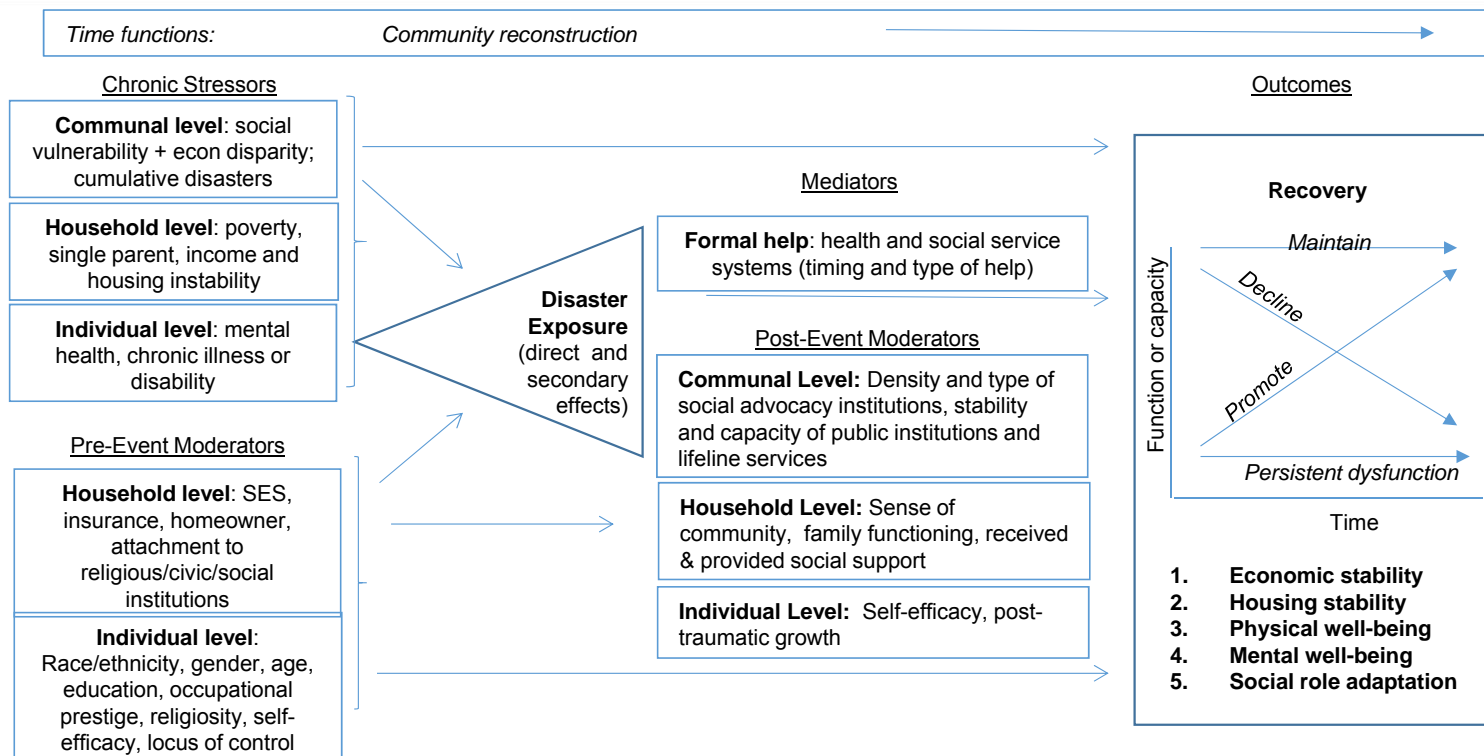 Time functions: Community reconstruction
Chronic Stressors
Communal level: social
vulnerability + econ disparity;
cumulative disasters
Household level: poverty,
single parent, income and
housing instability
Individual level: mental
health, chronic illness or
disability
Pre-Event Moderators
Household level: SES,
insurance, homeowner,
attachment to
religious/civic/social
institutions
Individual level:
Race/ethnicity, gender, age,
education, occupational
prestige, religiosity, self-
efficacy, locus of control
Disaster
Exposure
(direct and
secondary
effects)
Mediators
Formal help: health and social service
systems (timing and type of help)
Post-Event Moderators
Communal Level: Density and type of
social advocacy institutions, stability
and capacity of public institutions and
lifeline services
Household Level: Sense of
community, family functioning, received
& provided social support
Individual Level: Self-efficacy, post-
traumatic growth
Outcomes
Recovery
Maintain
Decline
Promote
Persistent dysfunction
Function or capacity
Time
1. Economic stability
2. Housing stability
3. Physical well-being
4. Mental well-being
5. Social role adaptation